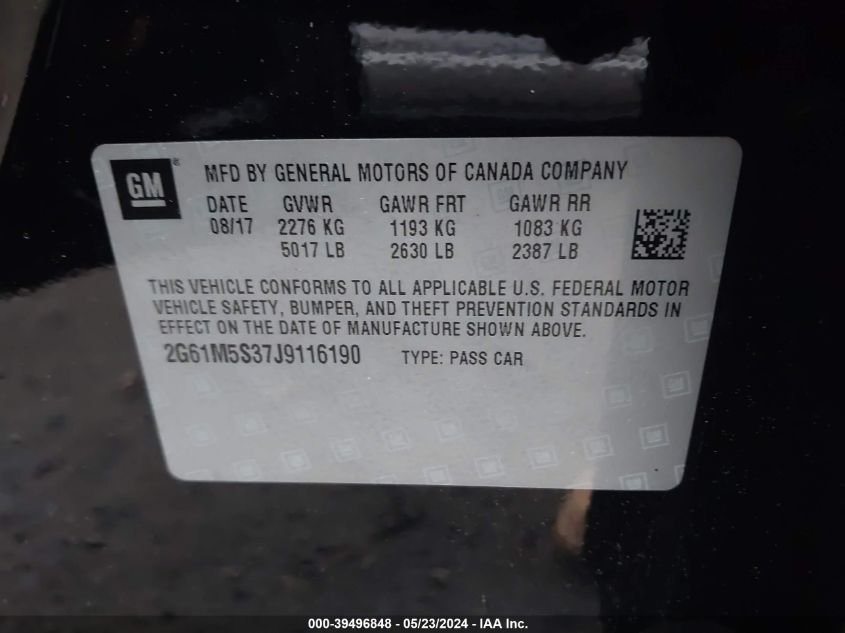 GM ®
MFD BY GENERAL MOTORS OF CANADA COMPANY
DATE GVWR GAWR FRT GAWR RR
08/17 2276 KG 1193 KG 1083 KG
5017 LB 2630 LB 2387 LB
THIS VEHICLE CONFORMS TO ALL APPLICABLE U.S. FEDERAL MOTOR
VEHICLE SAFETY, BUMPER, AND THEFT PREVENTION STANDARDS IN
EFFECT ON THE DATE OF MANUFACTURE SHOWN ABOVE.
2G61M5S37J9116190 TYPE: PASS CAR
000-39496848 / 05/23/2024 - IAA Inc.